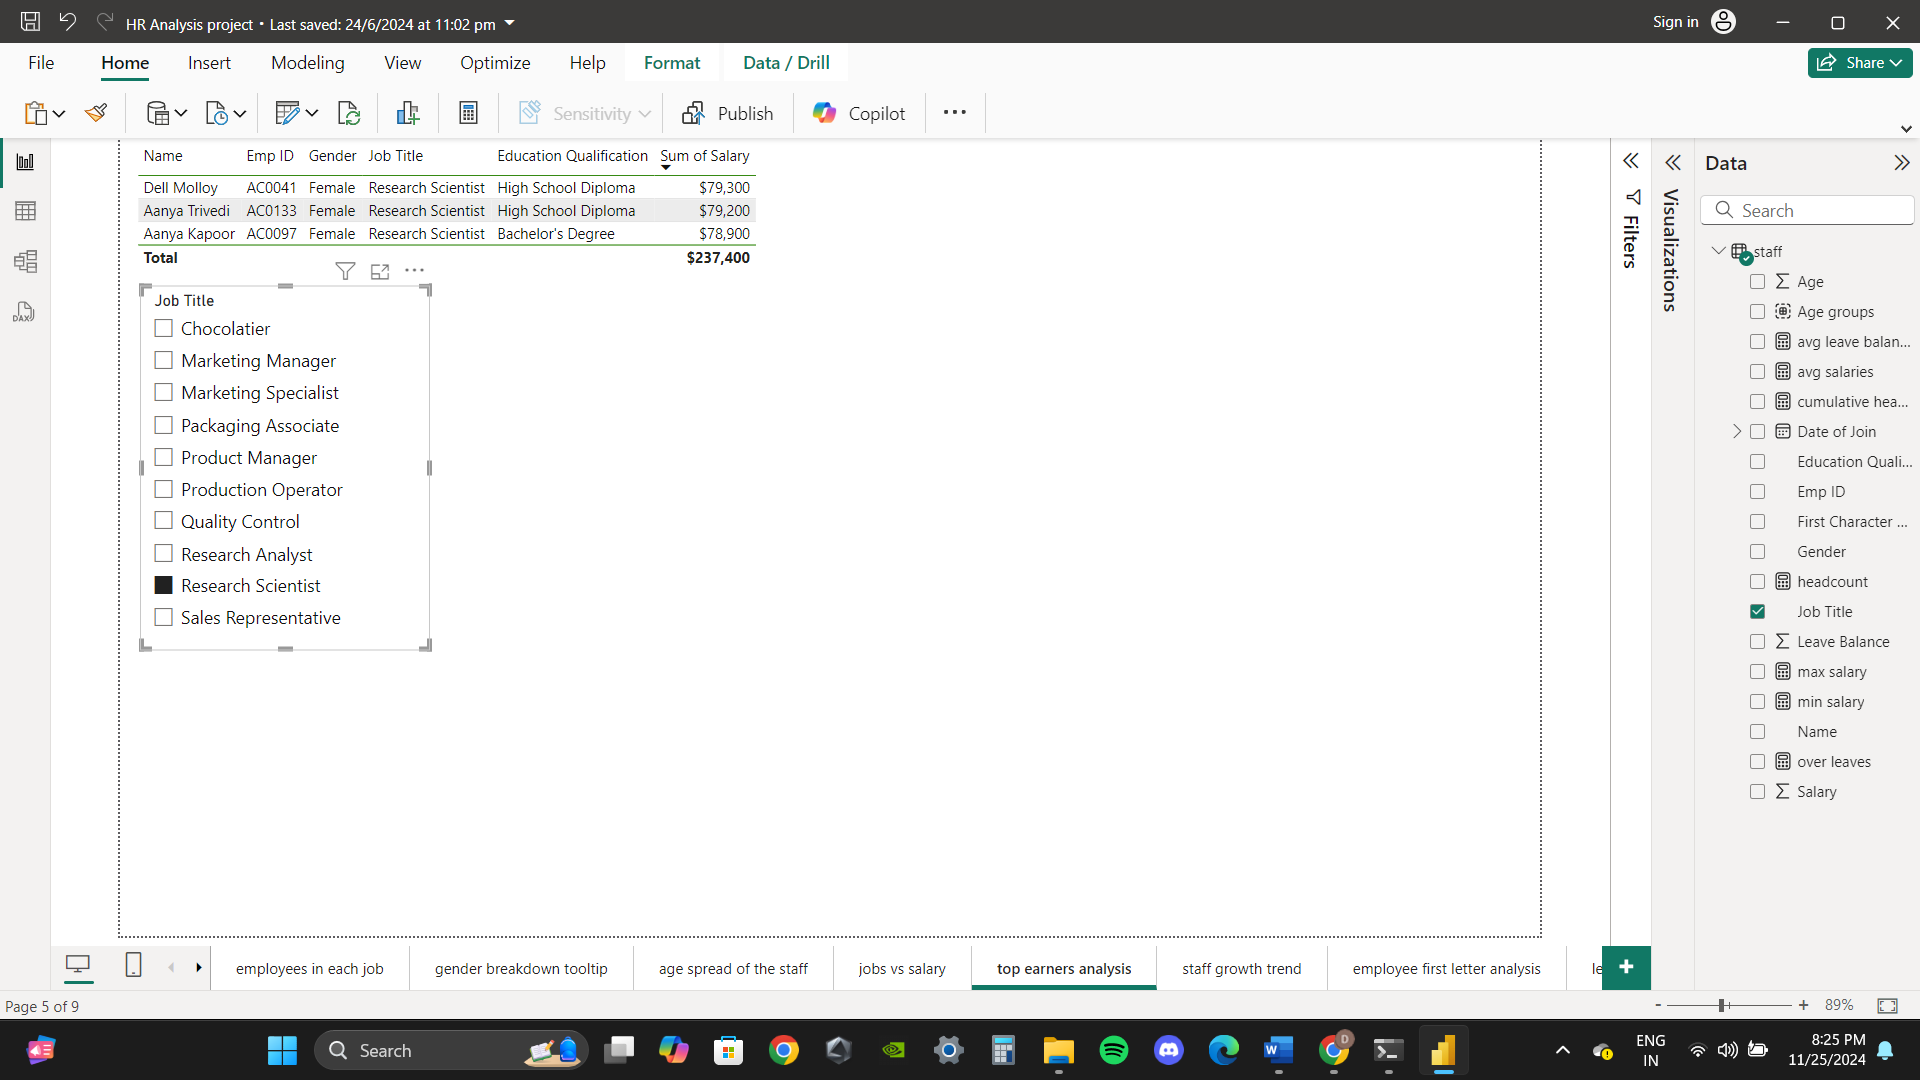 HR Analysis project • Last saved: 24/6/2024 at 11:02 pm
Sign in
File Home Insert Modeling View Optimize Help Format Data / Drill
Share
Sensitivity Publish Copilot
Name Emp ID Gender Job Title Education Qualification Sum of Salary
Dell Molloy AC0041 Female Research Scientist High School Diploma $79,300
Aanya Trivedi AC0133 Female Research Scientist High School Diploma $79,200
Aanya Kapoor AC0097 Female Research Scientist Bachelor's Degree $78,900
Total $237,400
Job Title
Chocolatier
Marketing Manager
Marketing Specialist
Packaging Associate
Product Manager
Production Operator
Quality Control
Research Analyst
Research Scientist
Sales Representative
DAX
Filters
Visualizations
Data
Search
staff
Age
Age groups
avg leave balan...
avg salaries
cumulative hea...
Date of Join
Education Quali...
Emp ID
First Character ...
Gender
headcount
Job Title
Leave Balance
max salary
min salary
Name
over leaves
Salary
employees in each job gender breakdown tooltip age spread of the staff jobs vs salary top earners analysis staff growth trend employee first letter analysis le
Page 5 of 9
- + 89%
Search
D
W
ENG
IN
8:25 PM
11/25/2024